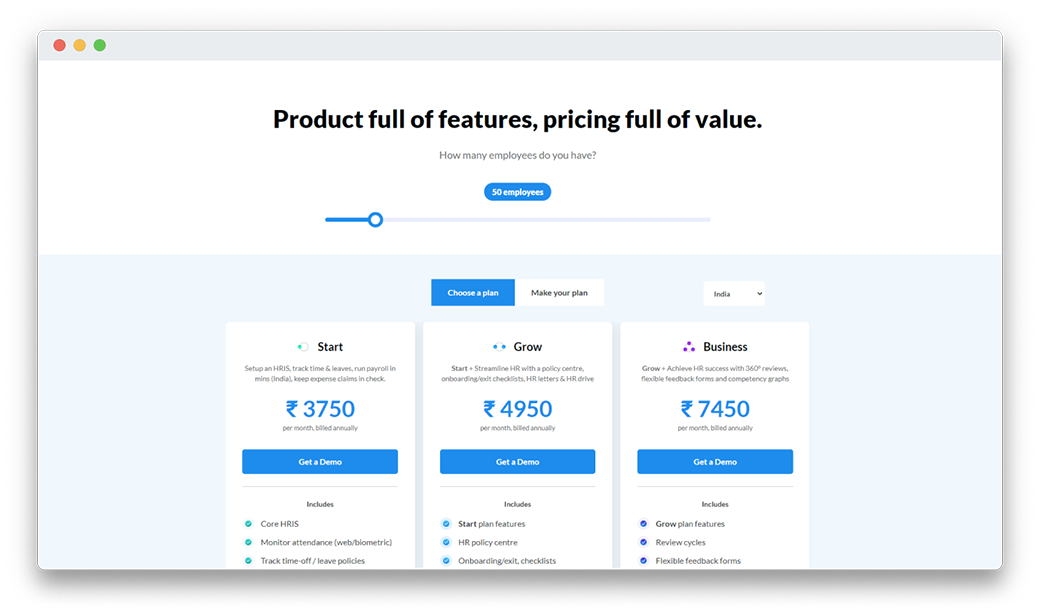 Product full of features, pricing full of value.
How many employees do you have?
50 employees
Choose a plan
Make your plan
India
Start
Setup an HRIS, track time & leaves, run payroll in
mins (India), keep expense claims in check.
₹ 3750
per month, billed annually
Get a Demo
Includes
Core HRIS
Monitor attendance (web/biometric)
Track time-off / leave policies
Grow
Start + Streamline HR with a policy centre,
onboarding/exit checklists, HR letters & HR drive
₹ 4950
per month, billed annually
Get a Demo
Includes
Start plan features
HR policy centre
Onboarding/exit, checklists
Business
Grow + Achieve HR success with 360° reviews,
flexible feedback forms and competency graphs
₹ 7450
per month, billed annually
Get a Demo
Includes
Grow plan features
Review cycles
Flexible feedback forms